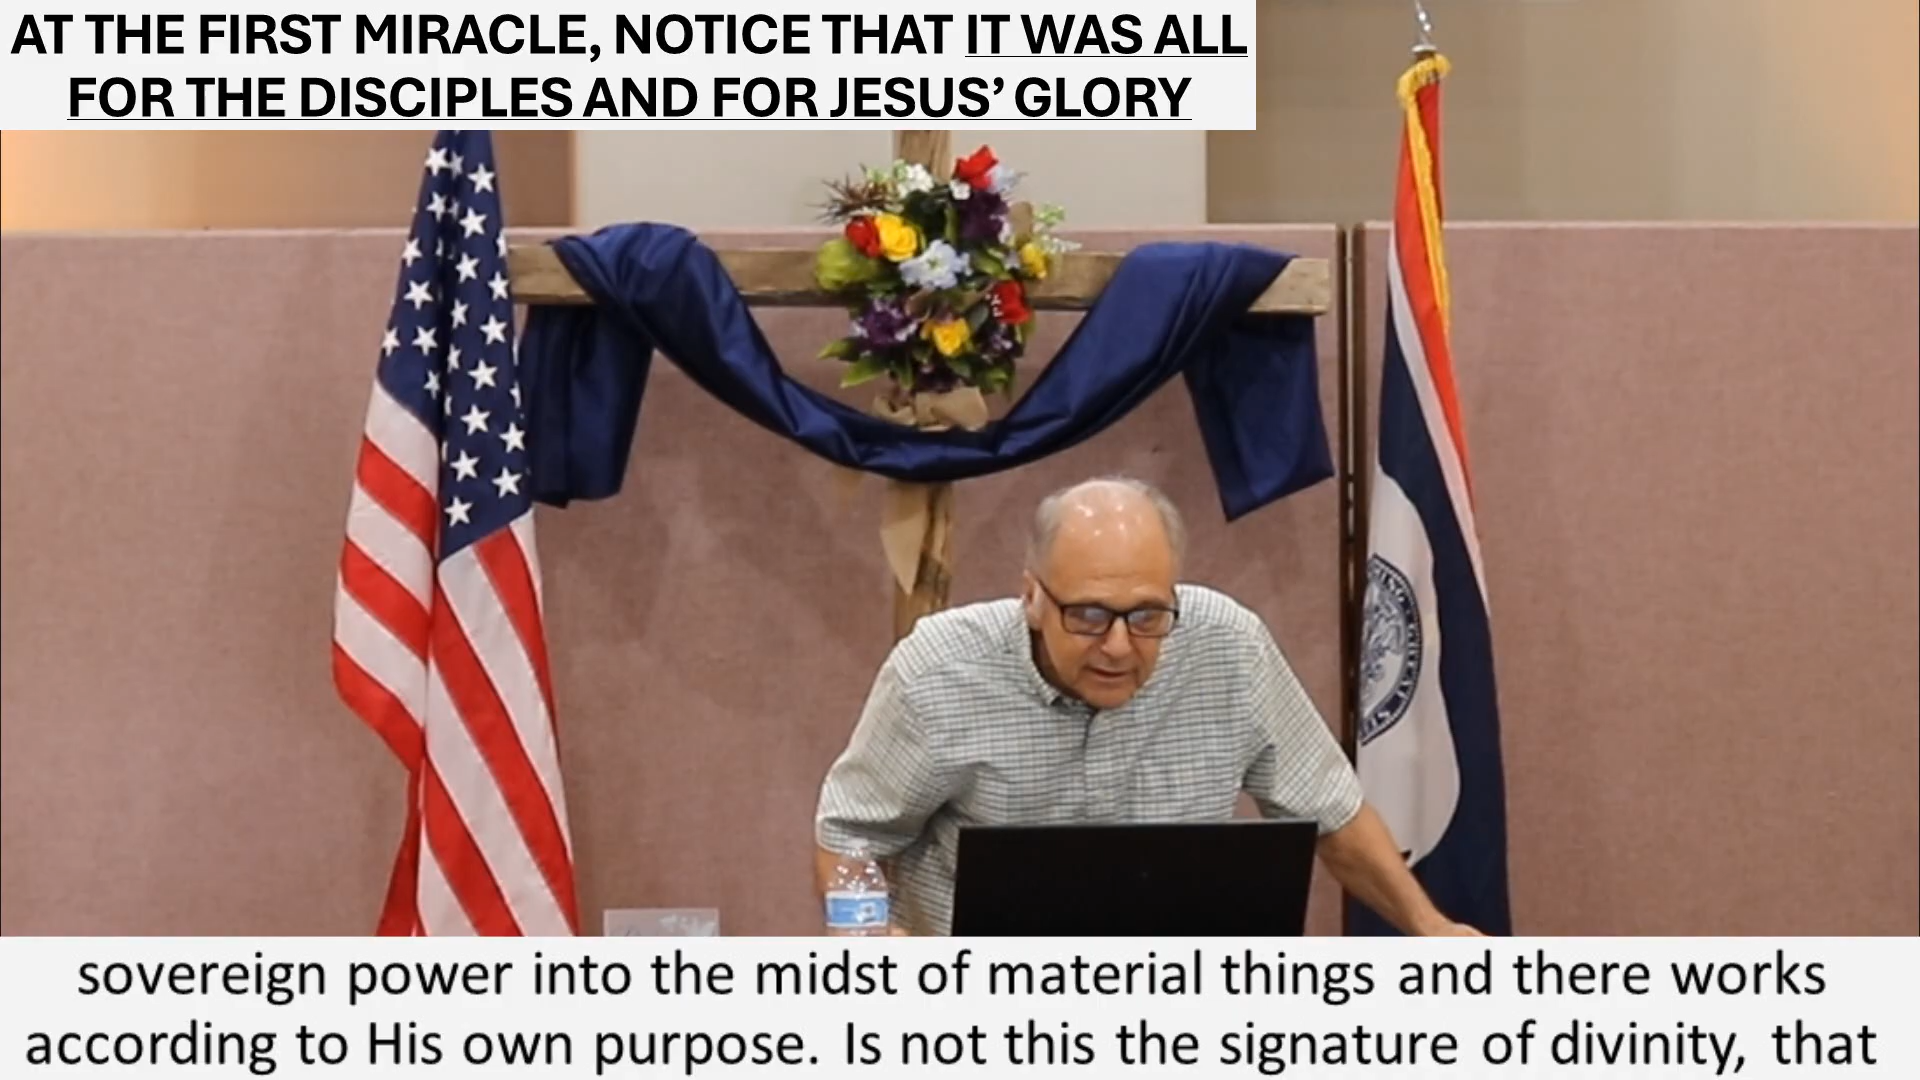 AT THE FIRST MIRACLE, NOTICE THAT IT WAS ALL
FOR THE DISCIPLES AND FOR JESUS’ GLORY
sovereign power into the midst of material things and there works
according to His own purpose. Is not this the signature of divinity, that